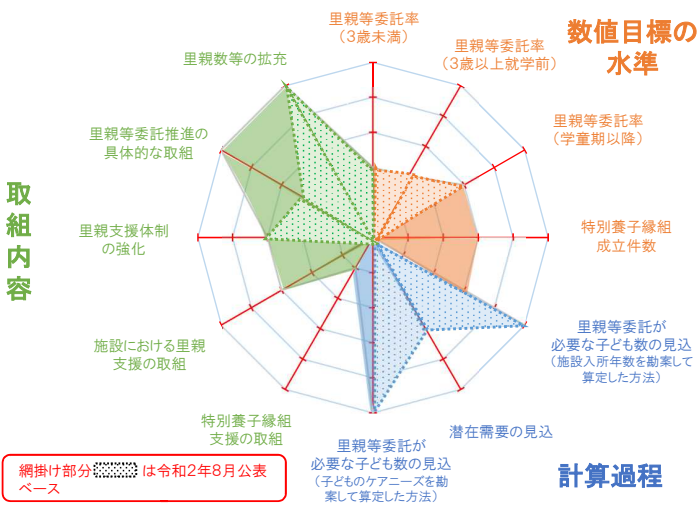 里親等委託率
（3歳未満）
里親等委託率
（3歳以上就学前）
数値目標の
水準
里親等委託率
（学童期以降）
特別養子縁組
成立件数
里親等委託が
必要な子ども数の見込
（施設入所年数を勘案して
算定した方法）
潜在需要の見込
計算過程
里親等委託が
必要な子ども数の見込
（子どものケアニーズを勘
案して算定した方法）
特別養子縁組
支援の取組
施設における里親
支援の取組
里親支援体制
の強化
里親等委託推進の
具体的な取組
里親数等の拡充
取
組
内
容
網掛け部分 は令和2年8月公表
ベース